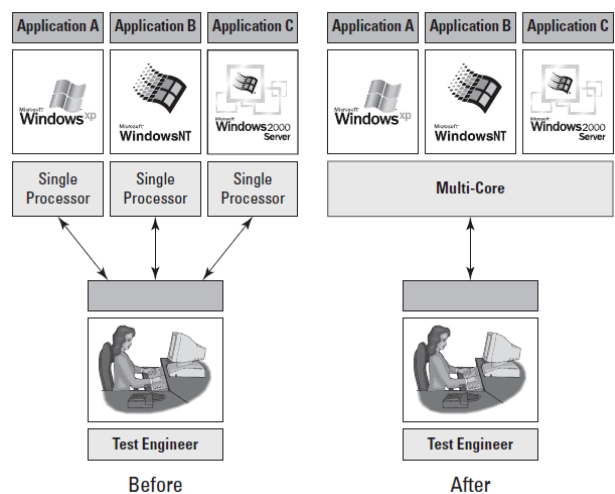 Application A Application B Application C Application A Application B Application C
Microsoft Windows xp
Microsoft WindowsNT
Microsoft Windows 2000 Server
Microsoft Windows xp
Microsoft WindowsNT
Microsoft Windows 2000 Server
Single Processor
Single Processor
Single Processor
Multi-Core
Test Engineer
Test Engineer
Before
After